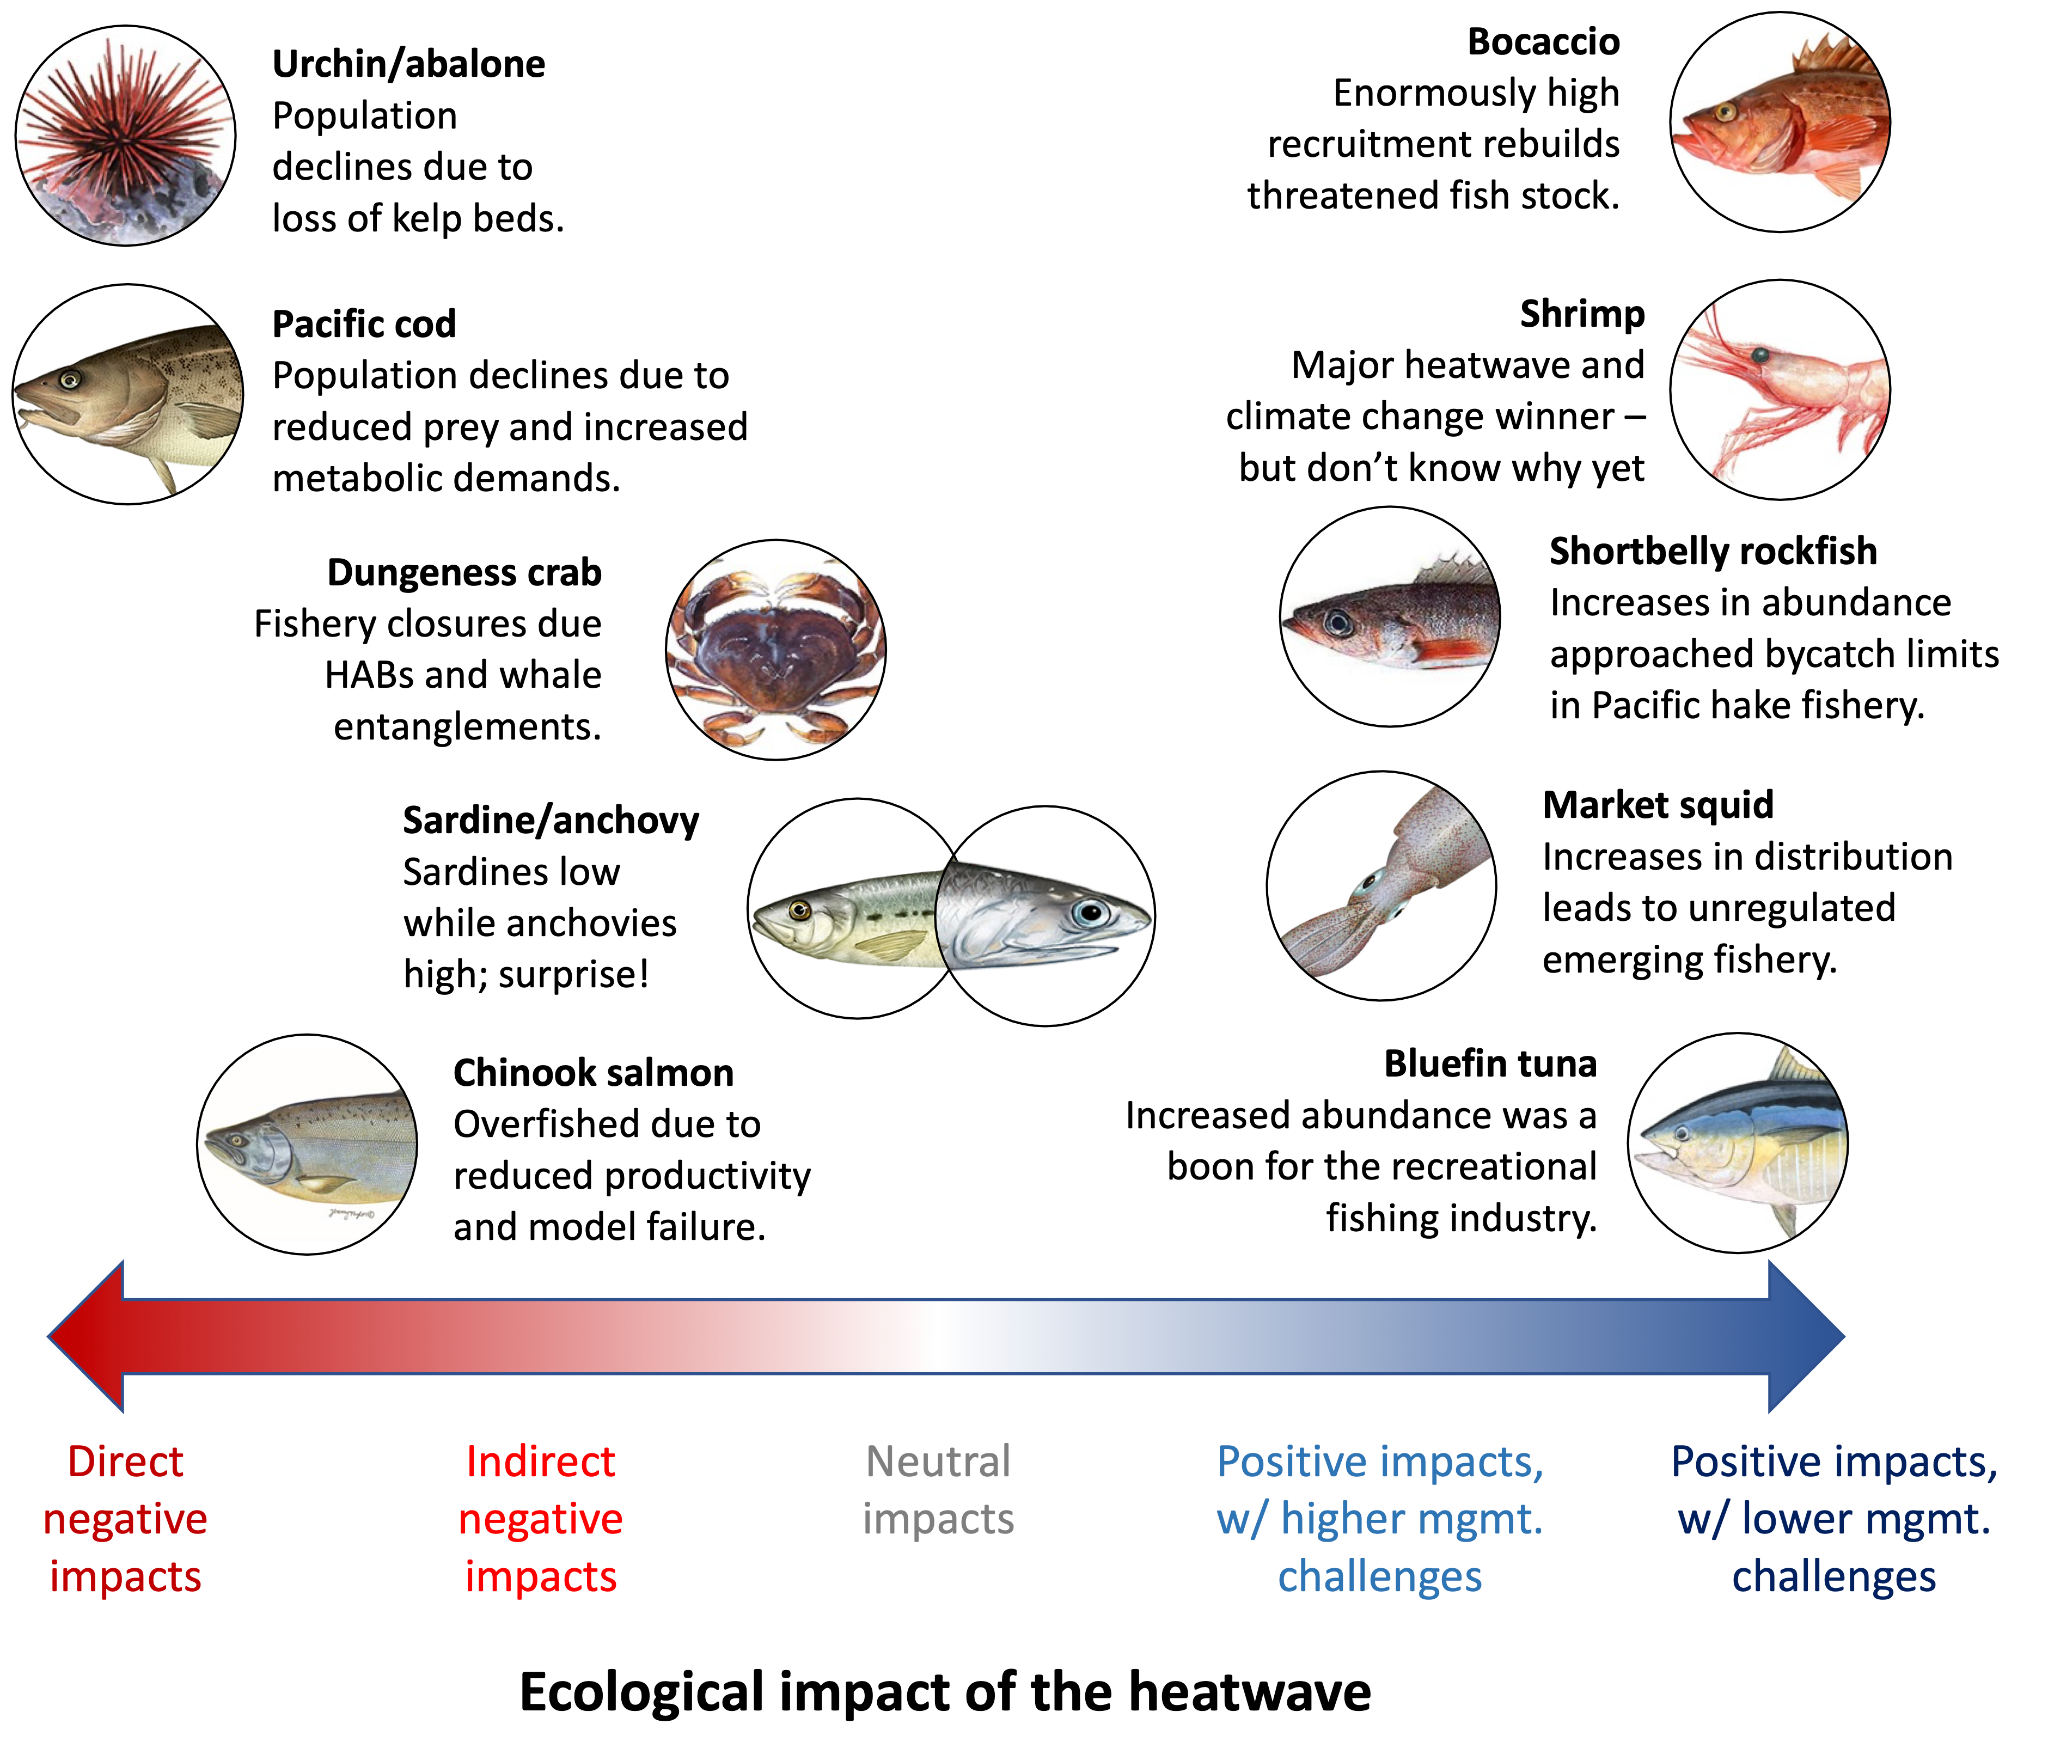 Urchin/abalone
Population
declines due to
loss of kelp beds.
Bocaccio
Enormously high
recruitment rebuilds
threatened fish stock.
Pacific cod
Population declines due to
reduced prey and increased
metabolic demands.
Shrimp
Major heatwave and
climate change winner –
but don’t know why yet
Dungeness crab
Fishery closures due
HABs and whale
entanglements.
Shortbelly rockfish
Increases in abundance
approached bycatch limits
in Pacific hake fishery.
Sardine/anchovy
Sardines low
while anchovies
high; surprise!
Market squid
Increases in distribution
leads to unregulated
emerging fishery.
Chinook salmon
Overfished due to
reduced productivity
and model failure.
Bluefin tuna
Increased abundance was a
boon for the recreational
fishing industry.
Direct
negative
impacts
Indirect
negative
impacts
Neutral
impacts
Positive impacts,
w/ higher mgmt.
challenges
Positive impacts,
w/ lower mgmt.
challenges
Ecological impact of the heatwave